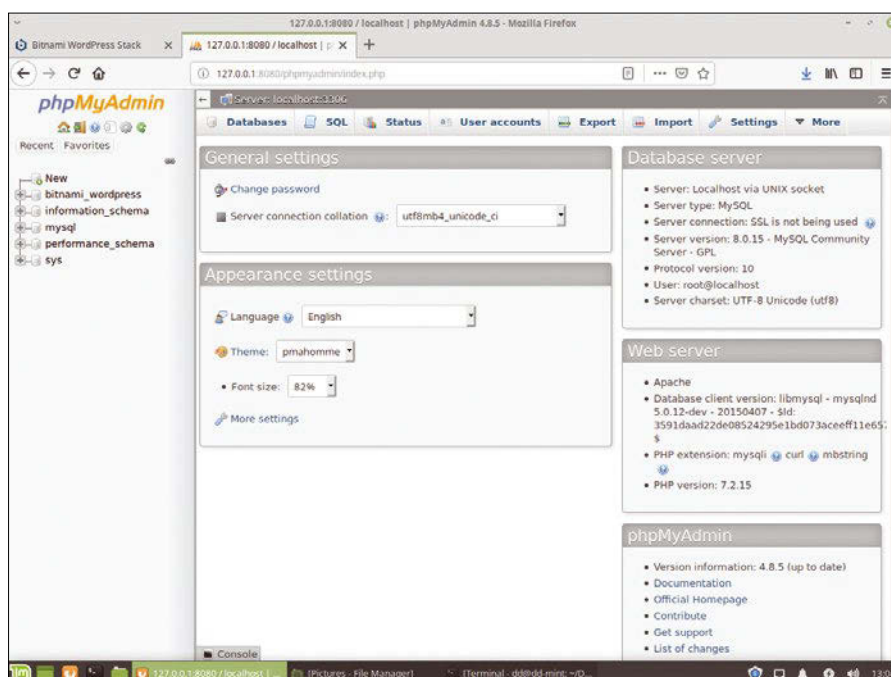 127.0.0.1:8080 / localhost | phpMyAdmin 4.8.5 - Mozilla Firefox
Bitnami WordPress Stack
127.0.0.1:8080 / localhost | p
127.0.0.1:8080/phpmyadmin/index.php
phpMyAdmin
Recent Favorites
New
bitnami_wordpress
information_schema
mysql
performance_schema
sys
Server: localhost:3306
Databases SQL Status User accounts Export Import Settings More
General settings
Change password
Server connection collation : utf8mb4_unicode_ci
Appearance settings
Language English
Theme: pmahomme
• Font size: 82%
More settings
Database server
• Server: Localhost via UNIX socket
• Server type: MySQL
• Server connection: SSL is not being used
• Server version: 8.0.15 - MySQL Community
Server - GPL
• Protocol version: 10
• User: root@localhost
• Server charset: UTF-8 Unicode (utf8)
Web server
• Apache
• Database client version: libmysql - mysqlnd
5.0.12-dev - 20150407 - $Id:
3591daad22de08524295e1bd073aceeff11e657
$
• PHP extension: mysqli curl mbstring
• PHP version: 7.2.15
phpMyAdmin
• Version information: 4.8.5 (up to date)
• Documentation
• Official Homepage
• Contribute
• Get support
• List of changes
Console
127.0.0.1:8080 / localhost | ...
[Pictures - File Manager]
[Terminal - dd@dd-mint: ~/D...